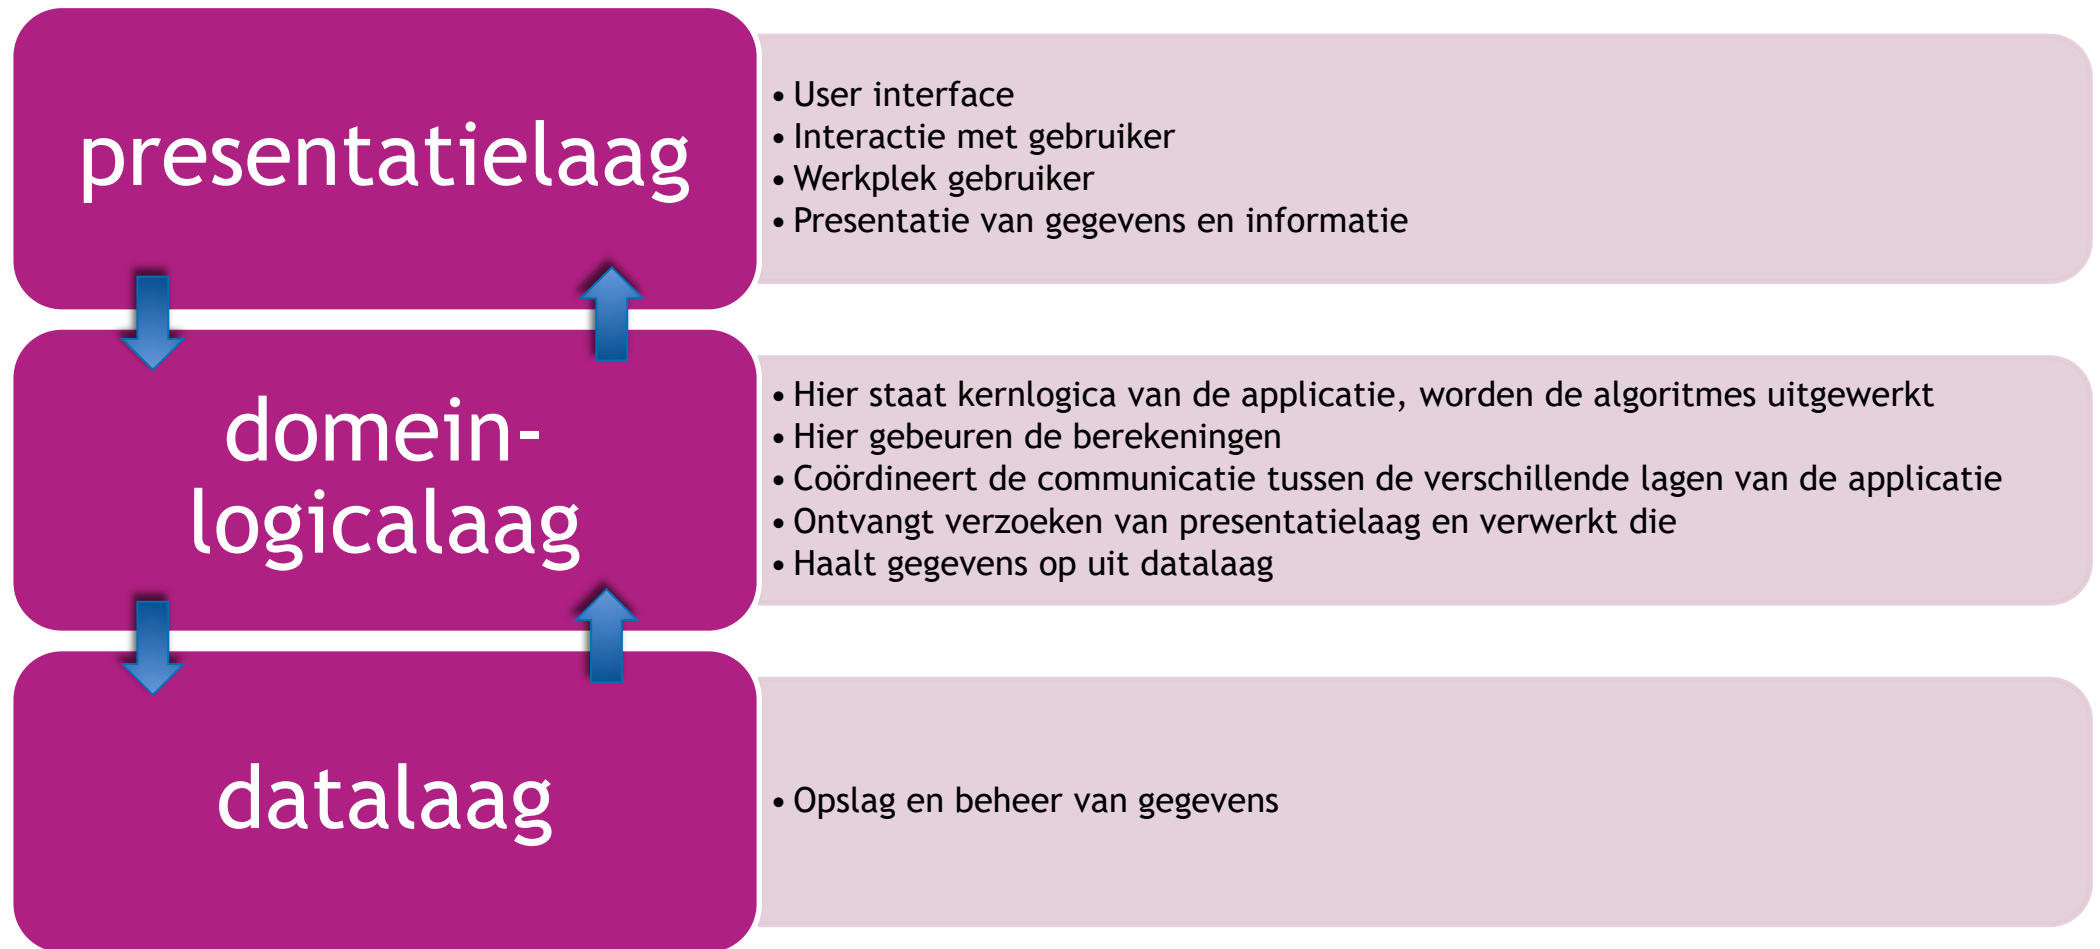 presentatielaag
• User interface
• Interactie met gebruiker
• Werkplek gebruiker
• Presentatie van gegevens en informatie
domein-
logicalaag
• Hier staat kernlogica van de applicatie, worden de algoritmes uitgewerkt
• Hier gebeuren de berekeningen
• Coördineert de communicatie tussen de verschillende lagen van de applicatie
• Ontvangt verzoeken van presentatielaag en verwerkt die
• Haalt gegevens op uit datalaag
datalaag
• Opslag en beheer van gegevens